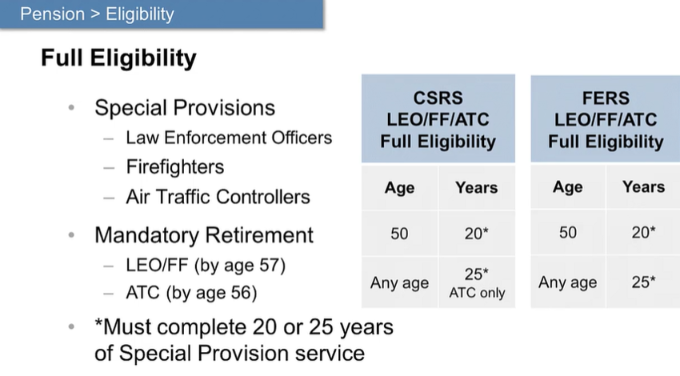 Pension > Eligibility
Full Eligibility
• Special Provisions
– Law Enforcement Officers
– Firefighters
– Air Traffic Controllers
• Mandatory Retirement
– LEO/FF (by age 57)
– ATC (by age 56)
• *Must complete 20 or 25 years
of Special Provision service
CSRS
LEO/FF/ATC
Full Eligibility
Age Years
50 20*
Any age 25*
ATC only
FERS
LEO/FF/ATC
Full Eligibility
Age Years
50 20*
Any age 25*